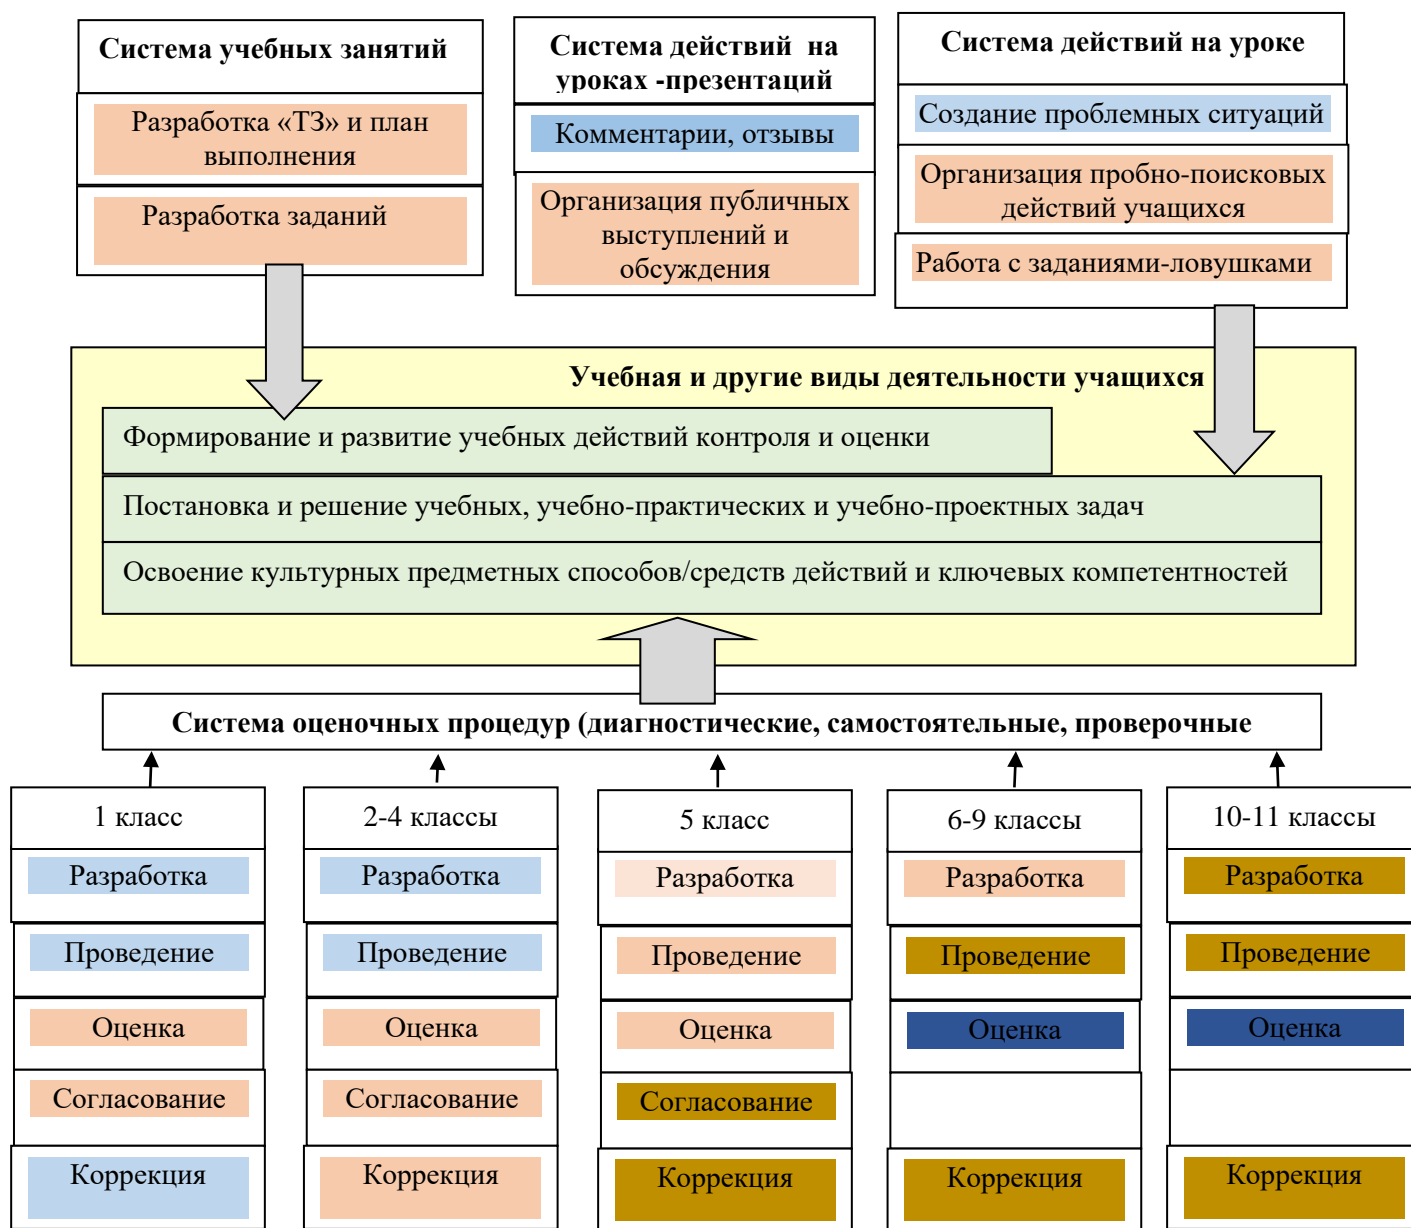 Система учебных занятий
Разработка «ТЗ» и план
выполнения
Разработка заданий
Система действий на
уроках -презентаций
Комментарии, отзывы
Организация публичных
выступлений и
обсуждения
Система действий на уроке
Создание проблемных ситуаций
Организация пробно-поисковых
действий учащихся
Работа с заданиями-ловушками
Учебная и другие виды деятельности учащихся
Формирование и развитие учебных действий контроля и оценки
Постановка и решение учебных, учебно-практических и учебно-проектных задач
Освоение культурных предметных способов/средств действий и ключевых компетентностей
Система оценочных процедур (диагностические, самостоятельные, проверочные
1 класс
Разработка
Проведение
Оценка
Согласование
Коррекция
2-4 классы
Разработка
Проведение
Оценка
Согласование
Коррекция
5 класс
Разработка
Проведение
Оценка
Согласование
Коррекция
6-9 классы
Разработка
Проведение
Оценка
Коррекция
10-11 классы
Разработка
Проведение
Оценка
Коррекция